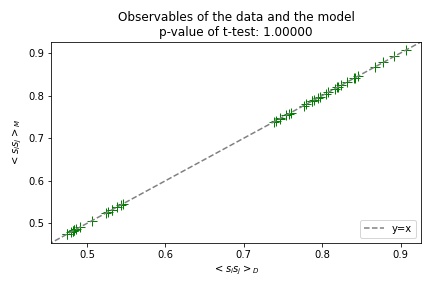 Observables of the data and the model
p-value of t-test: 1.00000
0.9
0.8
0.7
0.6
0.5
< s_i s_j >_M
y=x
0.5 0.6 0.7 0.8 0.9
< s_i s_j >_D